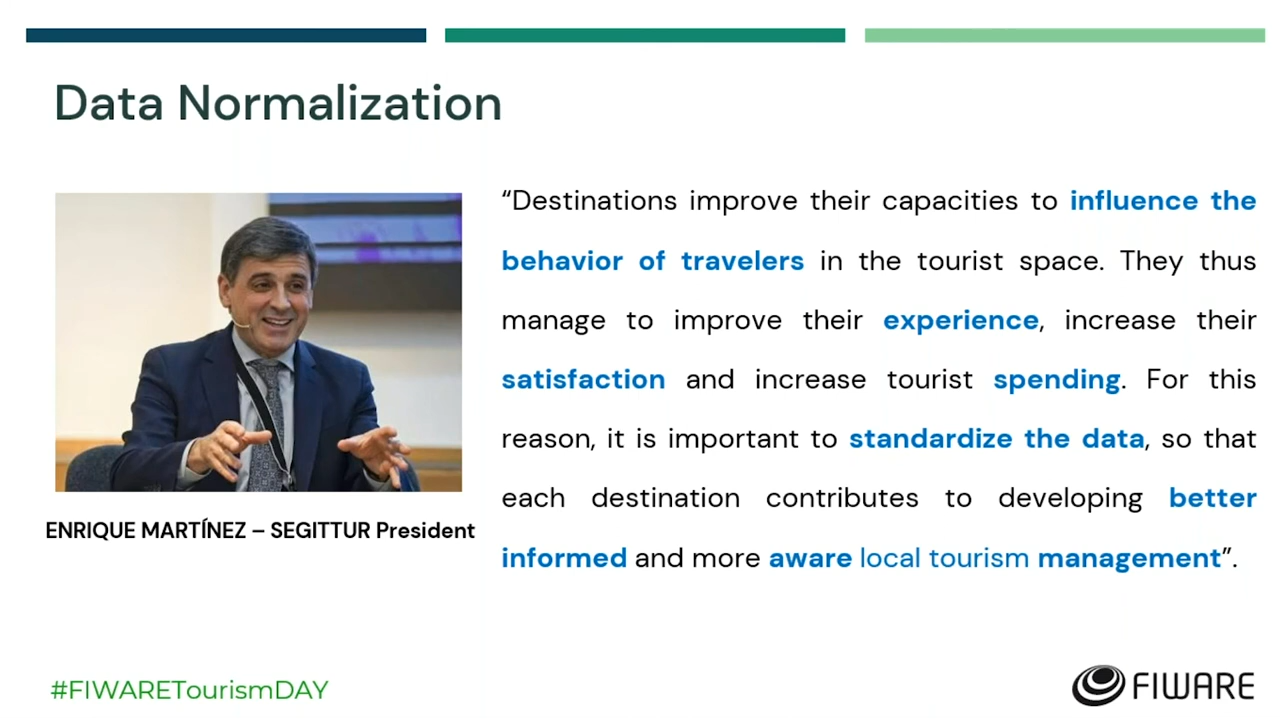 Data Normalization
“Destinations improve their capacities to influence the
behavior of travelers in the tourist space. They thus
manage to improve their experience, increase their
satisfaction and increase tourist spending. For this
reason, it is important to standardize the data, so that
each destination contributes to developing better
informed and more aware local tourism management”.
ENRIQUE MARTÍNEZ – SEGITTUR President
#FIWARETourismDAY
FIWARE